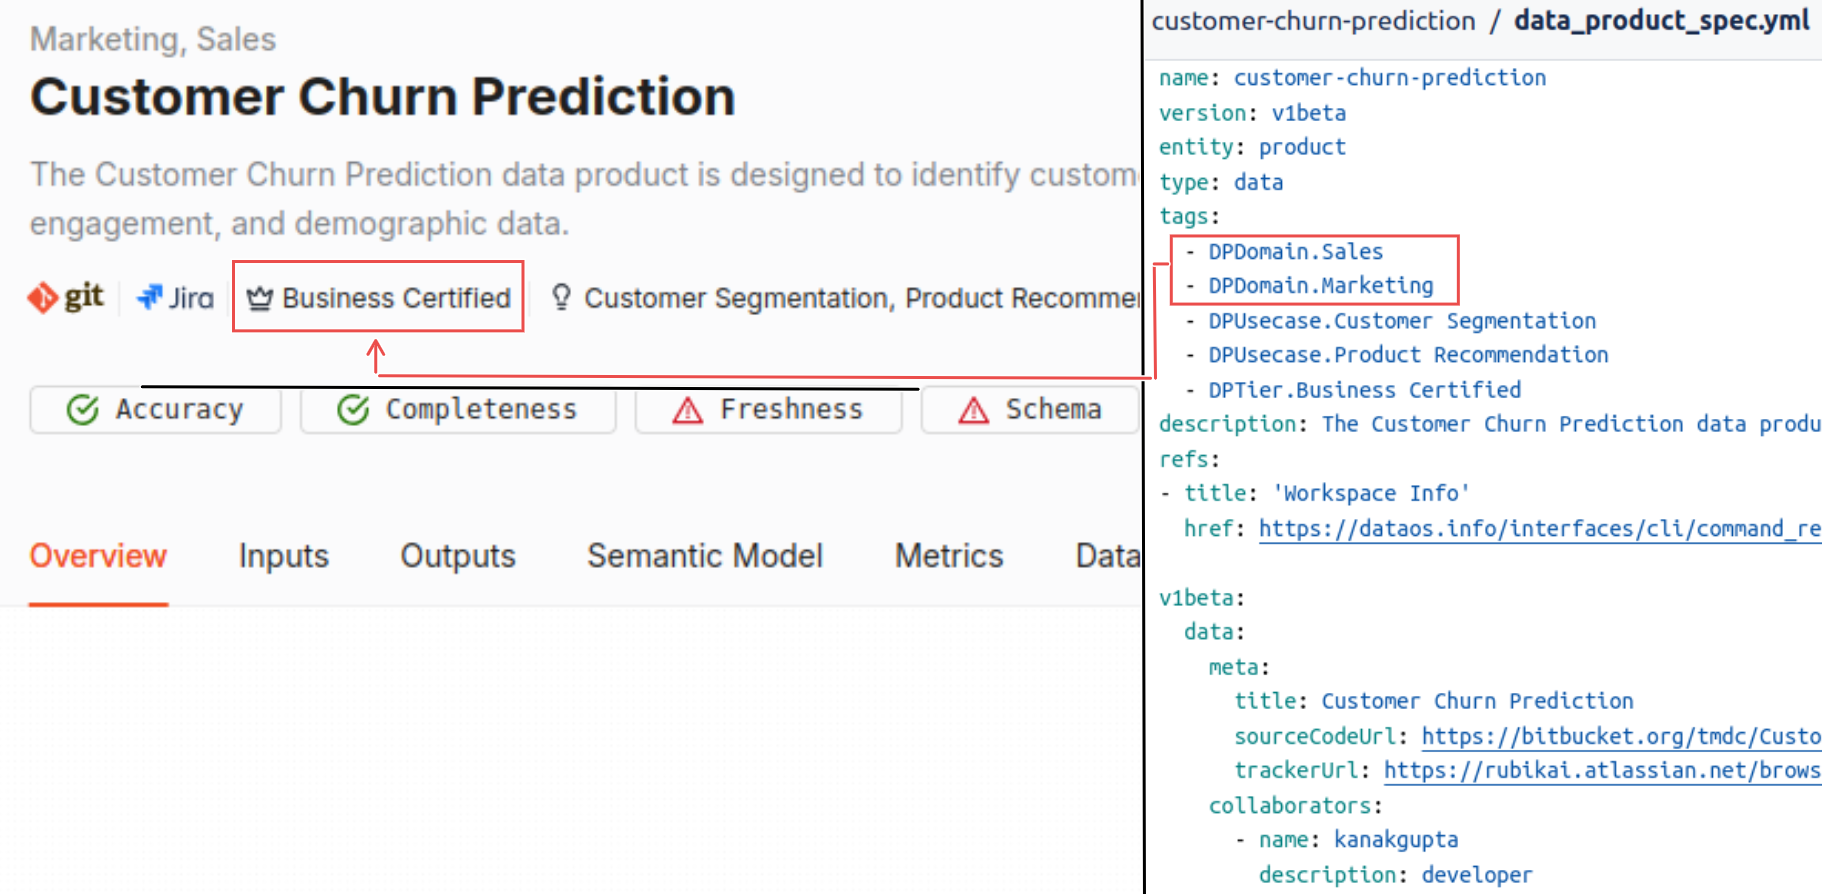 Marketing, Sales
Customer Churn Prediction
The Customer Churn Prediction data product is designed to identify custom
engagement, and demographic data.
git Jira Business Certified Customer Segmentation, Product Recommer
Accuracy Completeness Freshness Schema
Overview Inputs Outputs Semantic Model Metrics Data
customer-churn-prediction / data_product_spec.yml
name: customer-churn-prediction
version: v1beta
entity: product
type: data
tags:
- DPDomain.Sales
- DPDomain.Marketing
- DPUsecase.Customer Segmentation
- DPUsecase.Product Recommendation
- DPTier.Business Certified
description: The Customer Churn Prediction data produ
refs:
- title: 'Workspace Info'
href: https://dataos.info/interfaces/cli/command_re
v1beta:
data:
meta:
title: Customer Churn Prediction
sourceCodeUrl: https://bitbucket.org/tmdc/Custo
trackerUrl: https://rubikai.atlassian.net/brows
collaborators:
- name: kanakgupta
description: developer